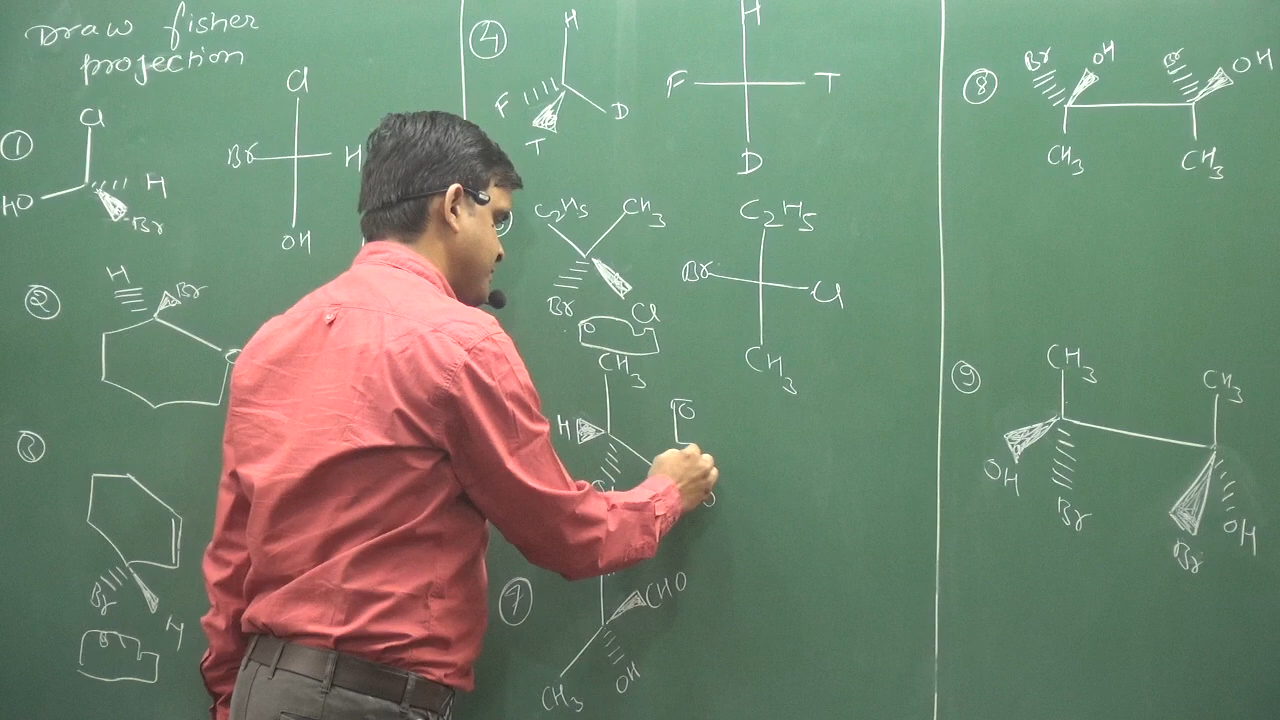 Draw fisher
projection
①
Cl
HO
H
Br
Cl
Br
H
OH
②
H
Br
③
Br
④
H
F
T
D
H
F
T
D
C₂H₅
CH₃
Br
Cl
C₂H₅
Br
Cl
CH₃
CH₃
H
⑦
CHO
OH
CH₃
⑧
Br
OH
Br
OH
CH₃
CH₃
⑨
CH₃
CH₃
OH
Br
Br
OH